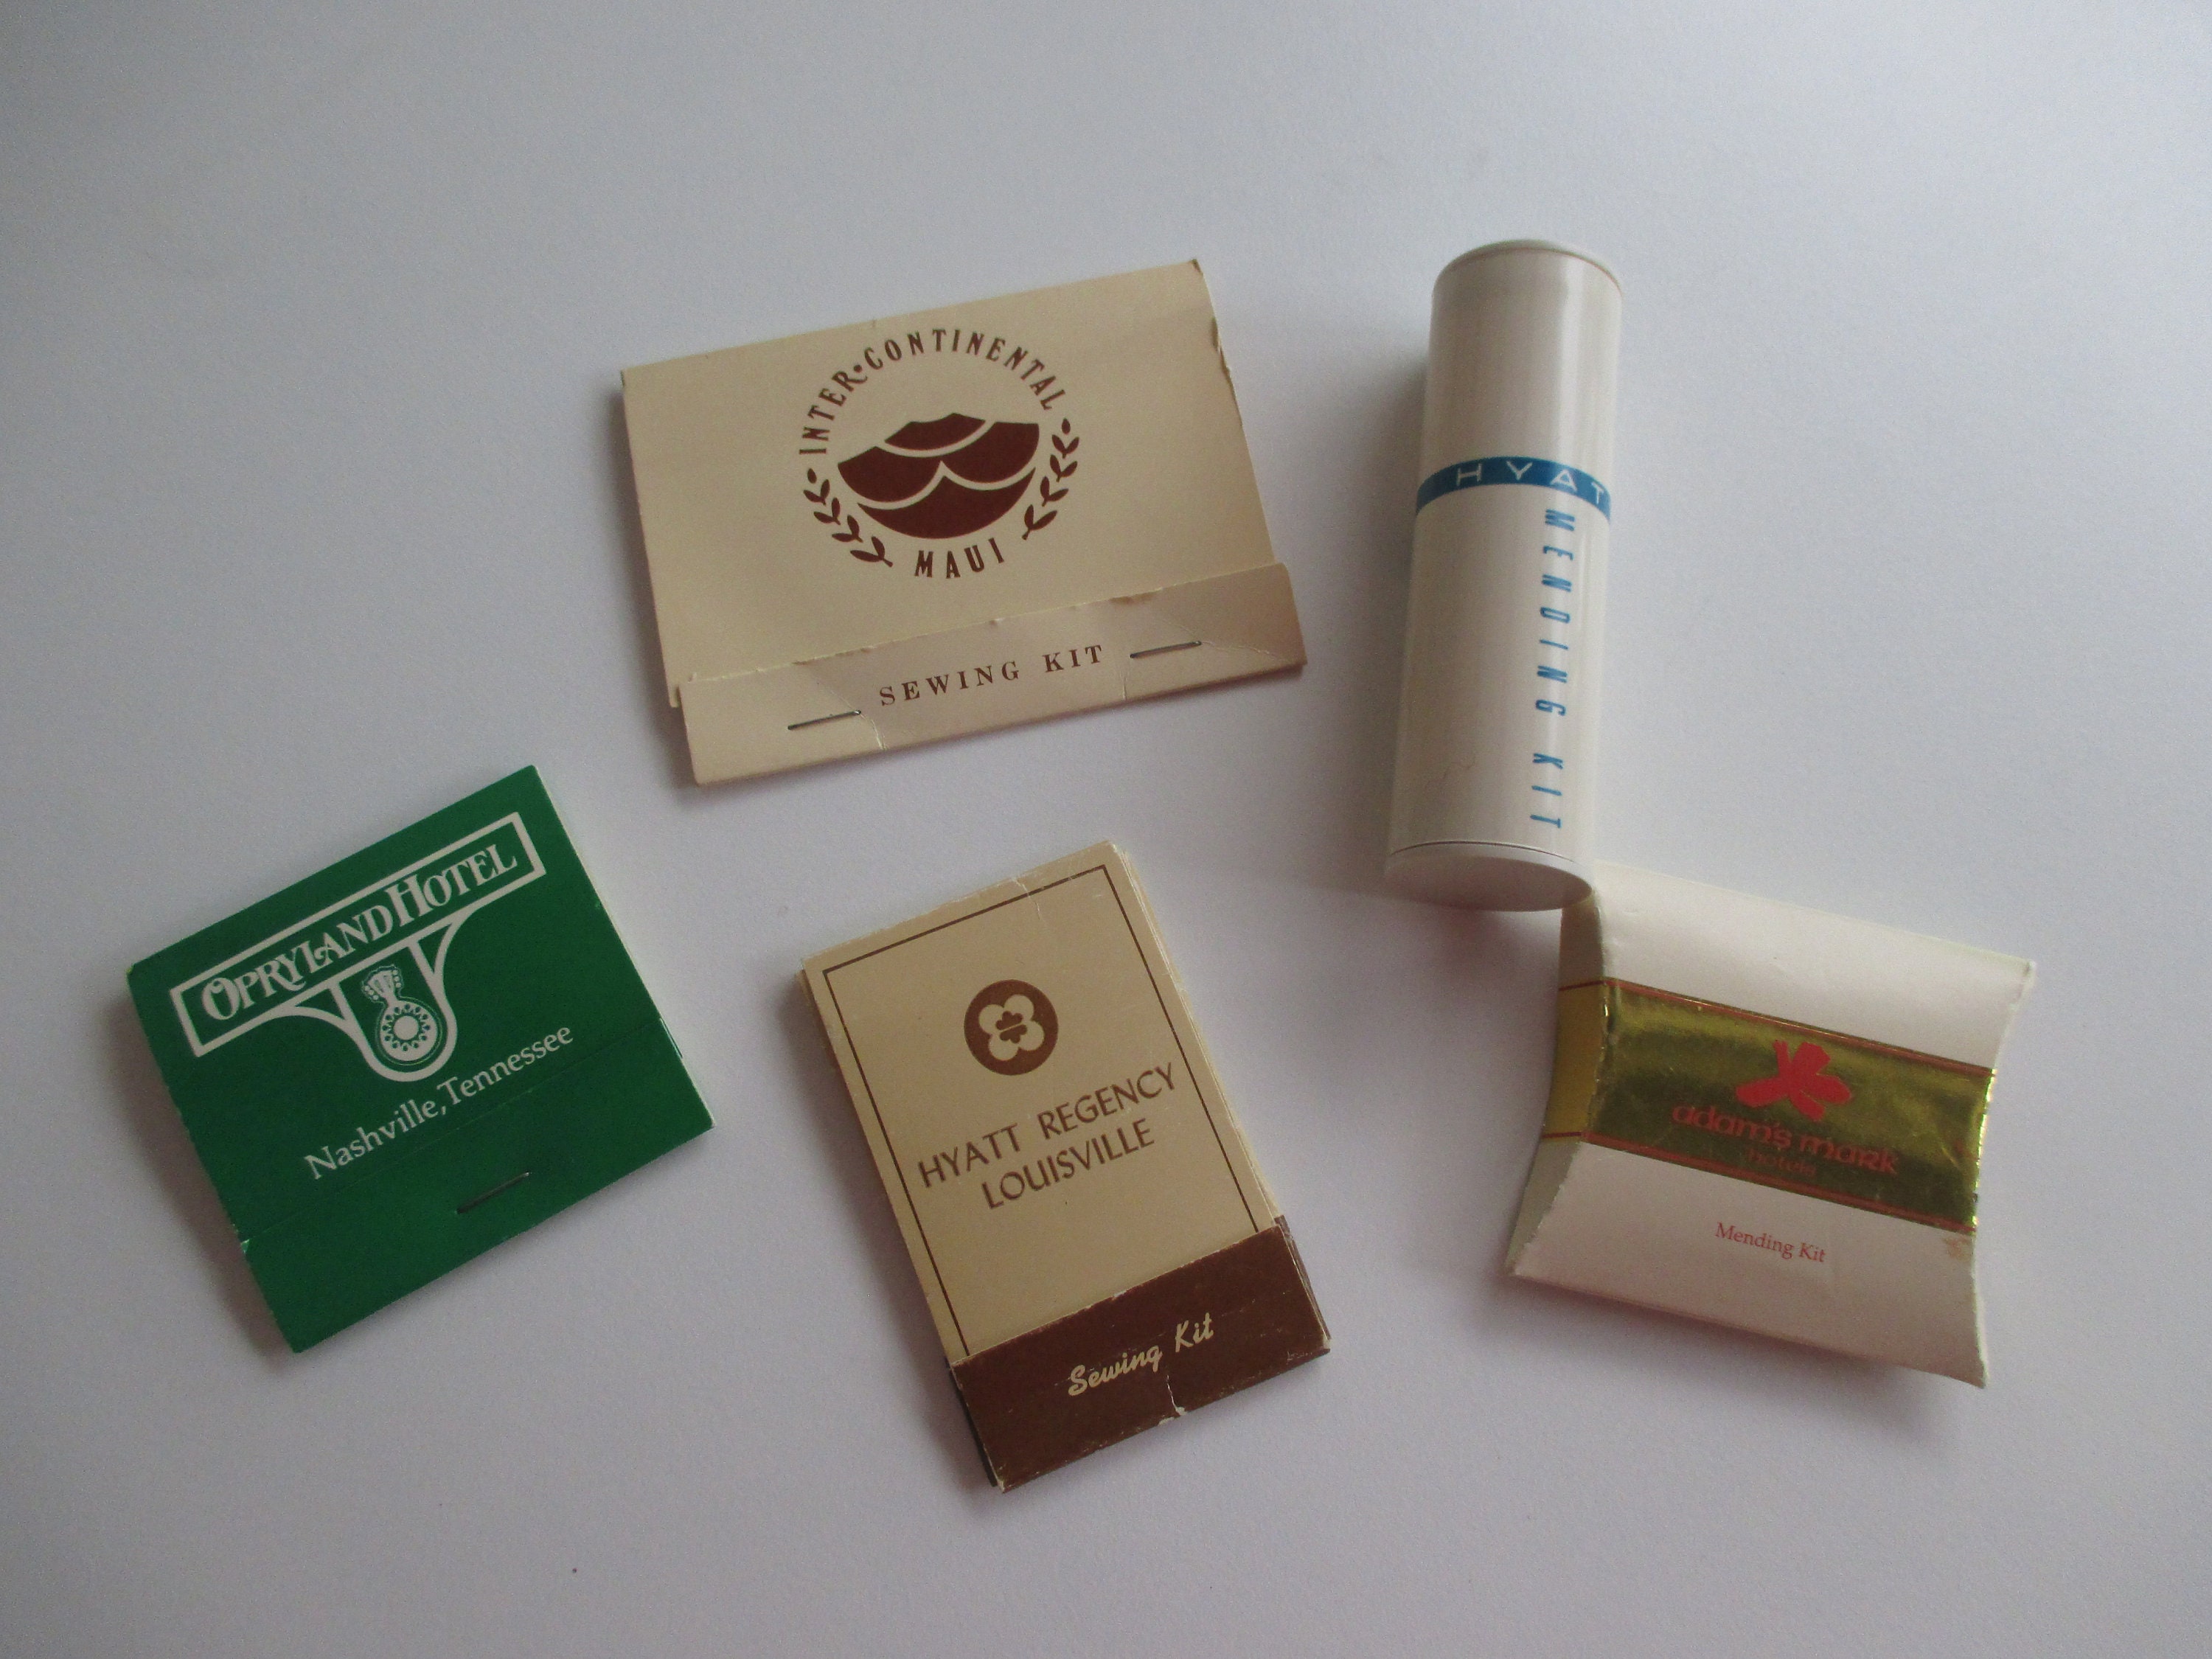 INTER•CONTINENTAL
MAUI
SEWING KIT
HYAT
MENDING KIT
OPRYLAND HOTEL
Nashville, Tennessee
HYATT REGENCY
LOUISVILLE
Sewing Kit
adam's mark
hotels
Mending Kit